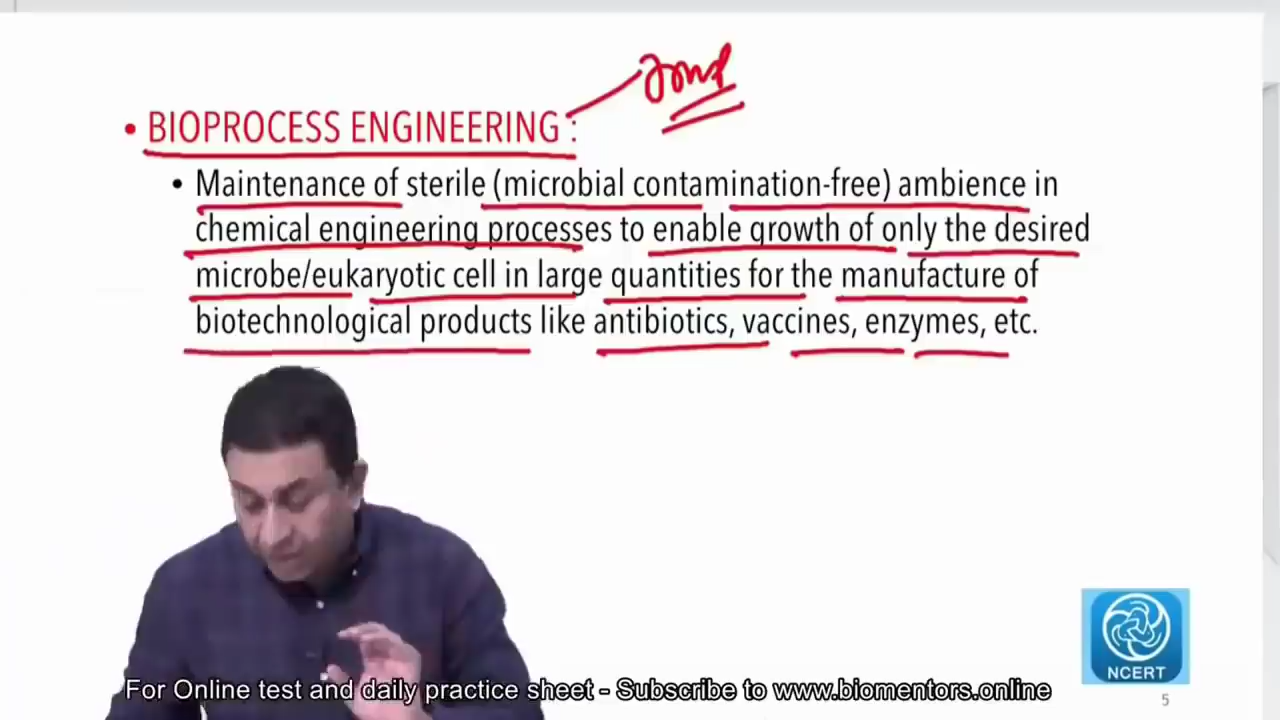 • BIOPROCESS ENGINEERING :
• Maintenance of sterile (microbial contamination-free) ambience in
chemical engineering processes to enable growth of only the desired
microbe/eukaryotic cell in large quantities for the manufacture of
biotechnological products like antibiotics, vaccines, enzymes, etc.
NCERT
For Online test and daily practice sheet - Subscribe to www.biomentors.online
5